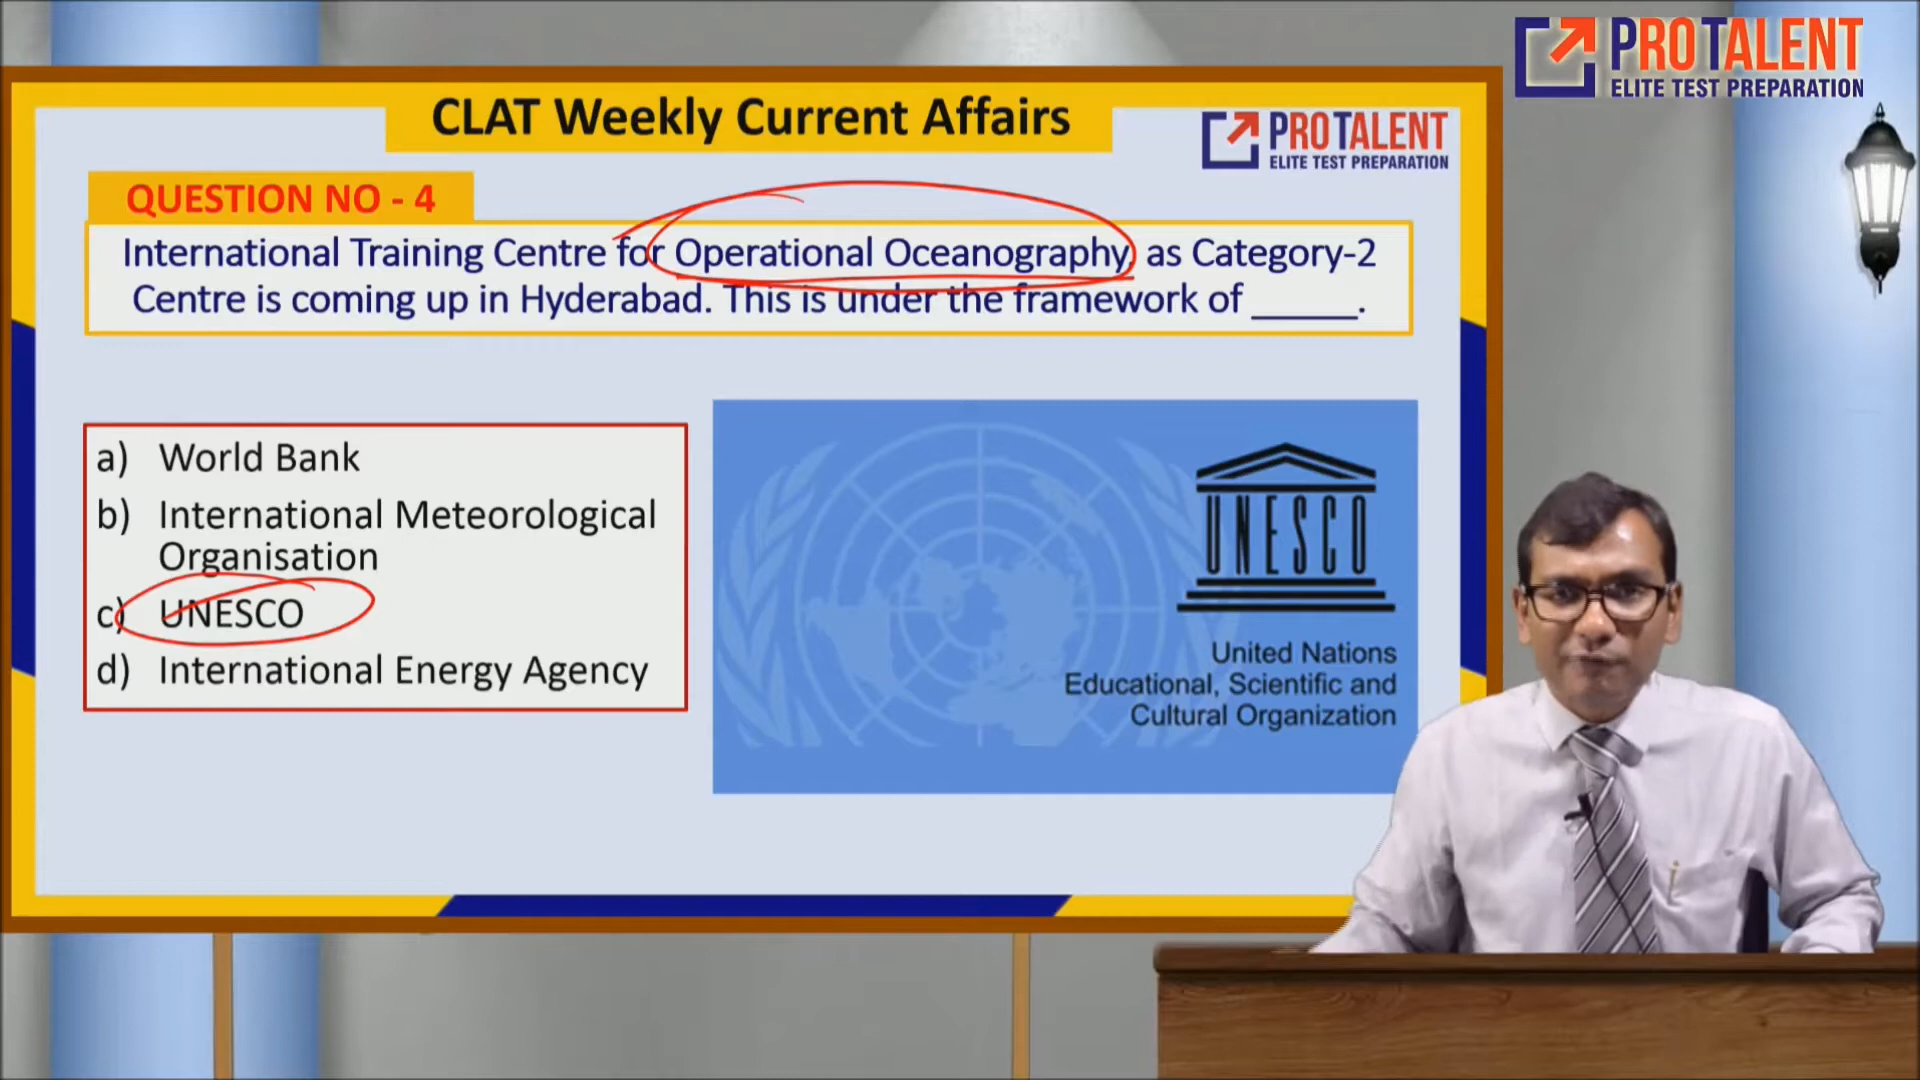 PROTALENT
ELITE TEST PREPARATION
CLAT Weekly Current Affairs
PROTALENT
ELITE TEST PREPARATION
QUESTION NO - 4
International Training Centre for Operational Oceanography, as Category-2
Centre is coming up in Hyderabad. This is under the framework of _____.
a) World Bank
b) International Meteorological
Organisation
c) UNESCO
d) International Energy Agency
UNESCO
United Nations
Educational, Scientific and
Cultural Organization